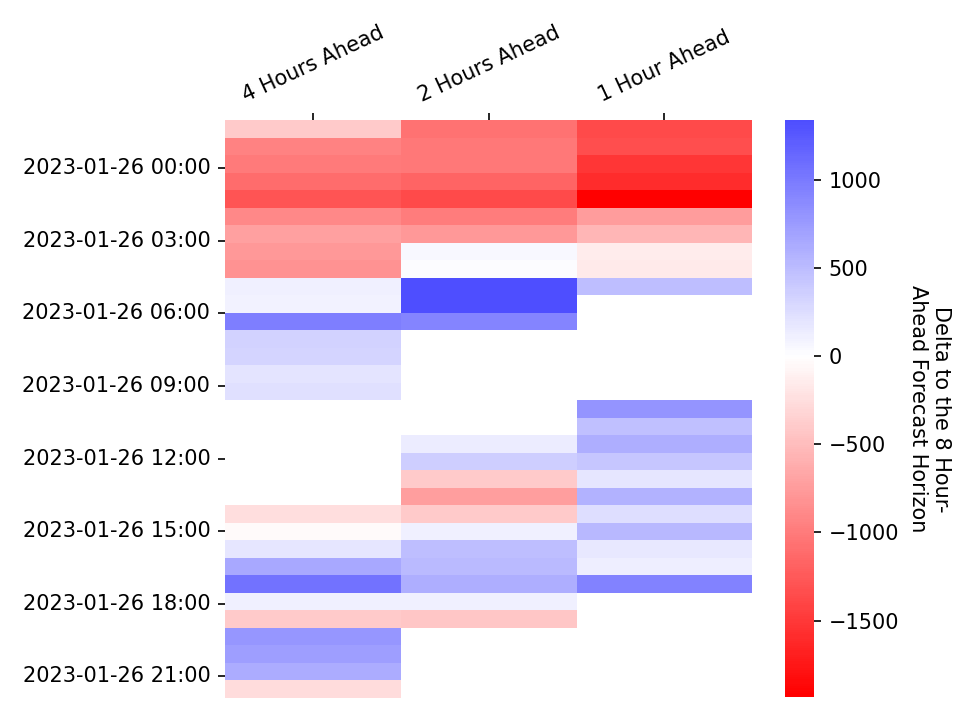 4 Hours Ahead
2 Hours Ahead
1 Hour Ahead
2023-01-26 00:00
2023-01-26 03:00
2023-01-26 06:00
2023-01-26 09:00
2023-01-26 12:00
2023-01-26 15:00
2023-01-26 18:00
2023-01-26 21:00
1000
500
0
−500
−1000
−1500
Delta to the 8 Hour-
Ahead Forecast Horizon